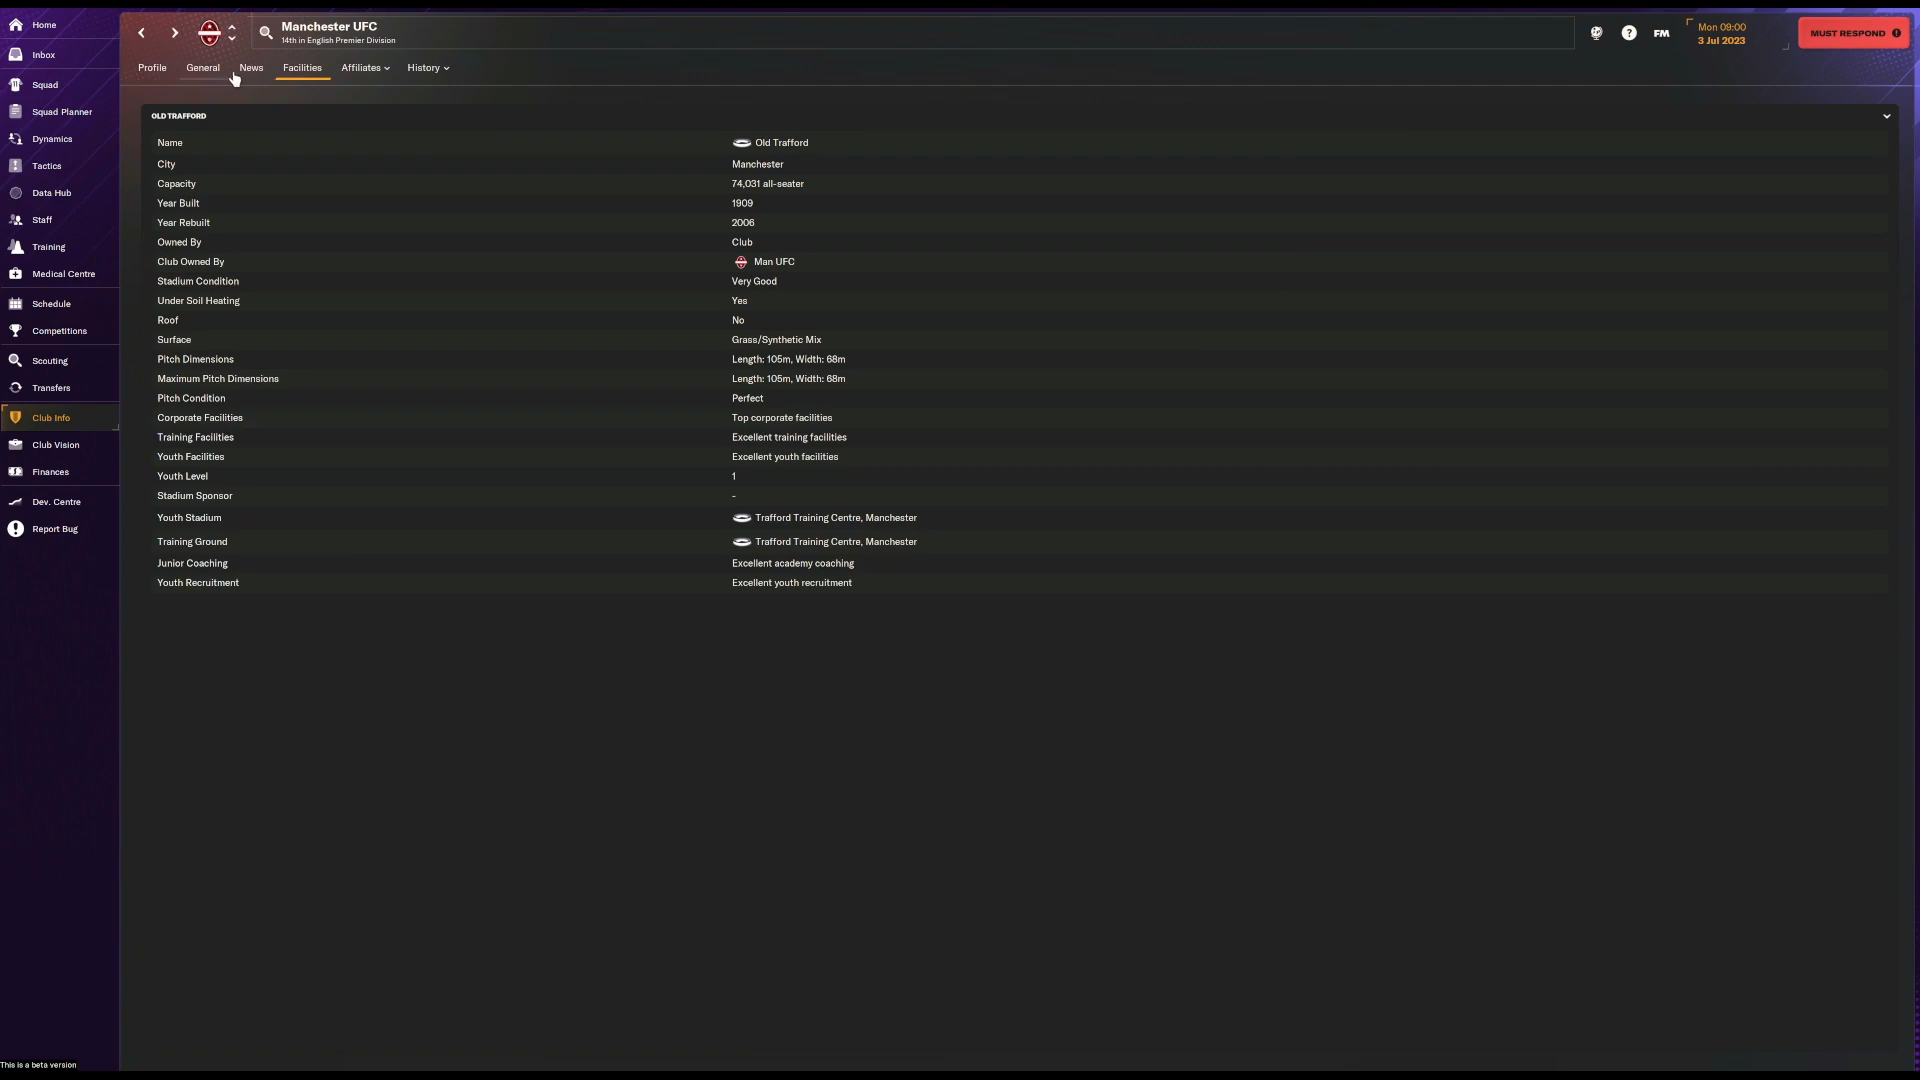 Home
Inbox
Squad
Squad Planner
Dynamics
Tactics
Data Hub
Staff
Training
Medical Centre
Schedule
Competitions
Scouting
Transfers
Club Info
Club Vision
Finances
Dev. Centre
Report Bug
This is a beta version
Manchester UFC
14th in English Premier Division
? FM Mon 09:00
3 Jul 2023
MUST RESPOND !
Profile General News Facilities Affiliates History
OLD TRAFFORD
Name Old Trafford
City Manchester
Capacity 74,031 all-seater
Year Built 1909
Year Rebuilt 2006
Owned By Club
Club Owned By Man UFC
Stadium Condition Very Good
Under Soil Heating Yes
Roof No
Surface Grass/Synthetic Mix
Pitch Dimensions Length: 105m, Width: 68m
Maximum Pitch Dimensions Length: 105m, Width: 68m
Pitch Condition Perfect
Corporate Facilities Top corporate facilities
Training Facilities Excellent training facilities
Youth Facilities Excellent youth facilities
Youth Level 1
Stadium Sponsor -
Youth Stadium Trafford Training Centre, Manchester
Training Ground Trafford Training Centre, Manchester
Junior Coaching Excellent academy coaching
Youth Recruitment Excellent youth recruitment